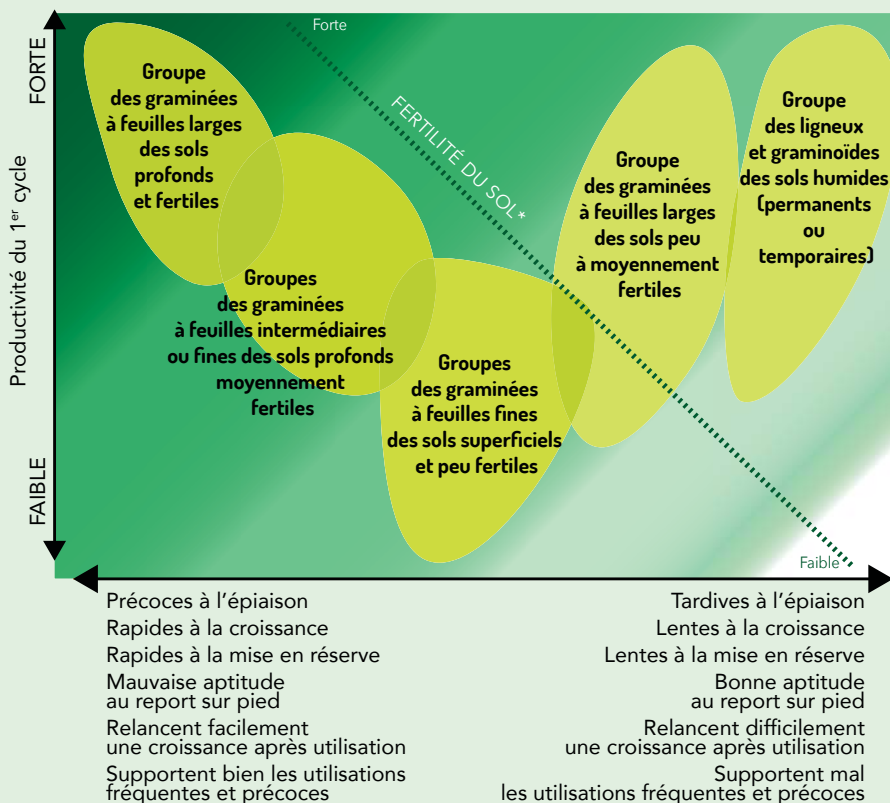 FORTE
Productivité du 1er cycle
FAIBLE
Forte
FERTILITÉ DU SOL*
Faible
Groupe
des graminées
à feuilles larges
des sols
profonds
et fertiles
Groupes
des graminées
à feuilles intermédiaires
ou fines des sols profonds
moyennement
fertiles
Groupes
des graminées
à feuilles fines
des sols superficiels
et peu fertiles
Groupe
des graminées
à feuilles larges
des sols peu
à moyennement
fertiles
Groupe
des ligneux
et graminoïdes
des sols humides
(permanents
ou
temporaires)
Précoces à l'épiaison
Rapides à la croissance
Rapides à la mise en réserve
Mauvaise aptitude
au report sur pied
Relancent facilement
une croissance après utilisation
Supportent bien les utilisations
fréquentes et précoces
Tardives à l'épiaison
Lentes à la croissance
Lentes à la mise en réserve
Bonne aptitude
au report sur pied
Relancent difficilement
une croissance après utilisation
Supportent mal
les utilisations fréquentes et précoces